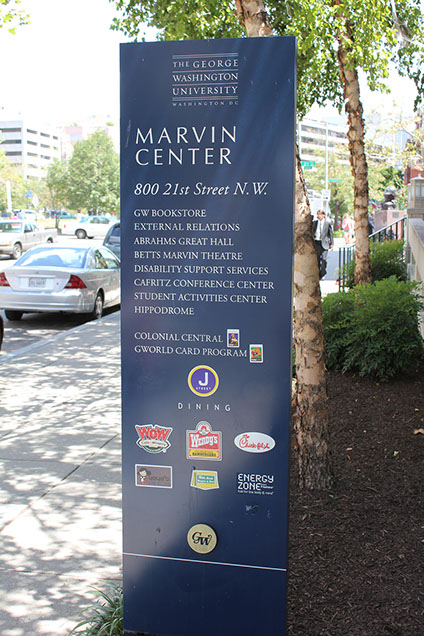 THE GEORGE
WASHINGTON
UNIVERSITY
WASHINGTON DC
MARVIN
CENTER
800 21st Street N.W.
GW BOOKSTORE
EXTERNAL RELATIONS
ABRAHMS GREAT HALL
BETTS MARVIN THEATRE
DISABILITY SUPPORT SERVICES
CAFRITZ CONFERENCE CENTER
STUDENT ACTIVITIES CENTER
HIPPODROME
COLONIAL CENTRAL
GWORLD CARD PROGRAM
J
STREET
DINING
WOW
Wendy's
HAMBURGERS
Chick-fil-A
ENERGY
ZONE
GW